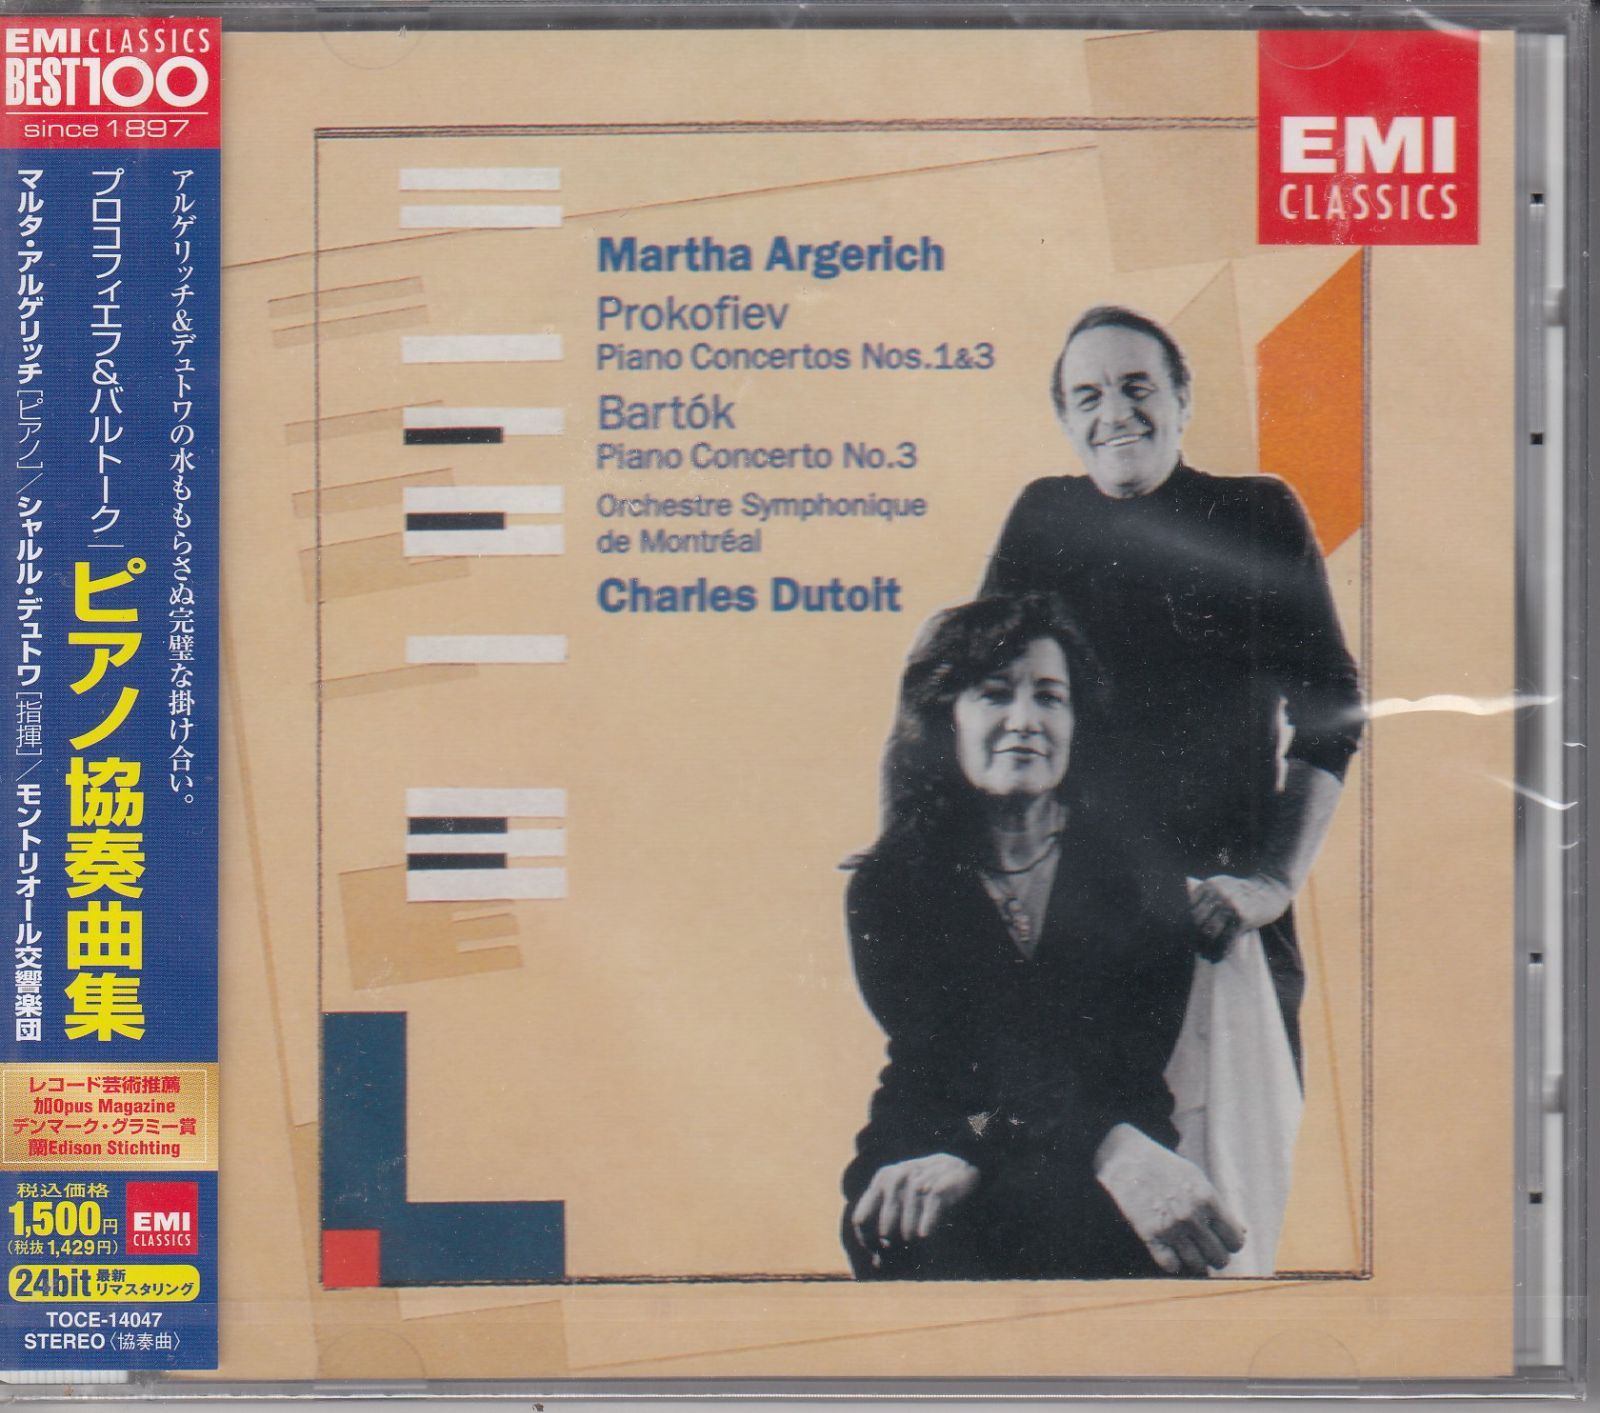 EMI CLASSICS
BEST100
since 1897
アルゲリッチ&デュトワの水ももらさぬ完璧な掛け合い。
プロコフィエフ&バルトーク|ピアノ協奏曲集
マルタ・アルゲリッチ[ピアノ]／シャルル・デュトワ[指揮]／モントリオール交響楽団
レコード芸術推薦
加Opus Magazine
デンマーク・グラミー賞
蘭Edison Stichting
税込価格
1,500円
(税抜1,429円)
EMI
CLASSICS
24bit 最新
リマスタリング
TOCE-14047
STEREO〈協奏曲〉
EMI
CLASSICS
Martha Argerich
Prokofiev
Piano Concertos Nos.1&3
Bartók
Piano Concerto No.3
Orchestre Symphonique
de Montréal
Charles Dutoit